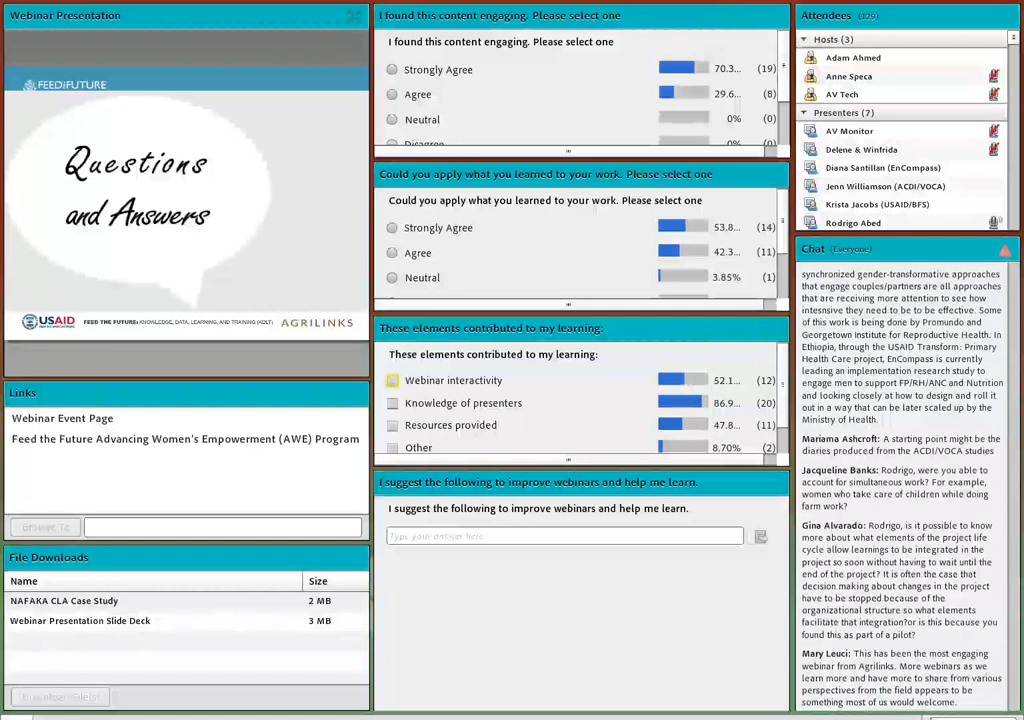 Webinar Presentation
FEED FUTURE
Questions
and Answers
USAID
FEED THE FUTURE: KNOWLEDGE, DATA, LEARNING, AND TRAINING (KDLT)
AGRILINKS
Links
Webinar Event Page
Feed the Future Advancing Women's Empowerment (AWE) Program
Browse To
File Downloads
Name Size
NAFAKA CLA Case Study 2 MB
Webinar Presentation Slide Deck 3 MB
Download File(s)
I found this content engaging. Please select one
I found this content engaging. Please select one
Strongly Agree 70.3... (19)
Agree 29.6... (8)
Neutral 0% (0)
Disagree 0% (0)
Could you apply what you learned to your work. Please select one
Could you apply what you learned to your work. Please select one
Strongly Agree 53.8... (14)
Agree 42.3... (11)
Neutral 3.85% (1)
These elements contributed to my learning:
These elements contributed to my learning:
Webinar interactivity 52.1... (12)
Knowledge of presenters 86.9... (20)
Resources provided 47.8... (11)
Other 8.70% (2)
I suggest the following to improve webinars and help me learn.
I suggest the following to improve webinars and help me learn.
Type your answer here
Attendees (129)
Hosts (3)
Adam Ahmed
Anne Speca
AV Tech
Presenters (7)
AV Monitor
Delene & Winfrida
Diana Santillan (EnCompass)
Jenn Williamson (ACDI/VOCA)
Krista Jacobs (USAID/BFS)
Rodrigo Abed
Chat (Everyone)
synchronized gender-transformative approaches
that engage couples/partners are all approaches
that are receiving more attention to see how
intensive they need to be to be effective. Some
of this work is being done by Promundo and
Georgetown Institute for Reproductive Health. In
Ethiopia, through the USAID Transform: Primary
Health Care project, EnCompass is currently
leading an implementation research study to
engage men to support FP/RH/ANC and Nutrition
and looking closely at how to design and roll it
out in a way that can be later scaled up by the
Ministry of Health.
Mariama Ashcroft: A starting point might be the
diaries produced from the ACDI/VOCA studies
Jacqueline Banks: Rodrigo, were you able to
account for simultaneous work? For example,
women who take care of children while doing
farm work?
Gina Alvarado: Rodrigo, is it possible to know
more about what elements of the project life
cycle allow learnings to be integrated in the
project so soon without having to wait until the
end of the project? It is often the case that
decision making about changes in the project
have to be stopped because of the
organizational structure so what elements
facilitate that integration?or is this because you
found this as part of a pilot?
Mary Leuci: This has been the most engaging
webinar from Agrilinks. More webinars as we
learn more and have more to share from various
perspectives from the field appears to be
something most of us would welcome.